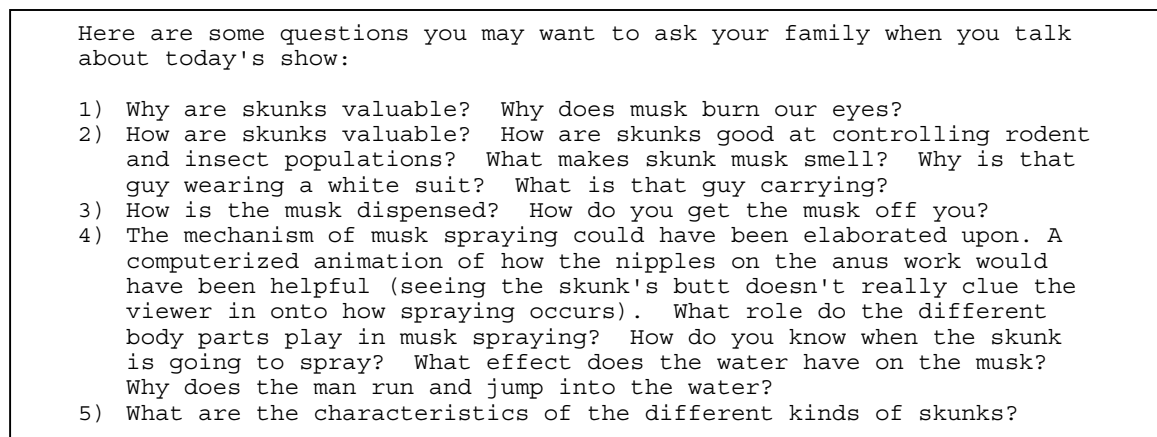 Here are some questions you may want to ask your family when you talk
about today's show:
1) Why are skunks valuable? Why does musk burn our eyes?
2) How are skunks valuable? How are skunks good at controlling rodent
and insect populations? What makes skunk musk smell? Why is that
guy wearing a white suit? What is that guy carrying?
3) How is the musk dispensed? How do you get the musk off you?
4) The mechanism of musk spraying could have been elaborated upon. A
computerized animation of how the nipples on the anus work would
have been helpful (seeing the skunk's butt doesn't really clue the
viewer in onto how spraying occurs). What role do the different
body parts play in musk spraying? How do you know when the skunk
is going to spray? What effect does the water have on the musk?
Why does the man run and jump into the water?
5) What are the characteristics of the different kinds of skunks?